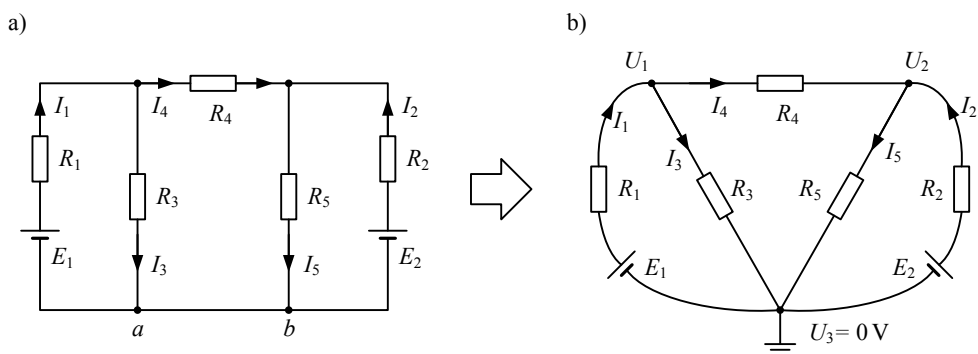 a)
b)
U1
U2
I1
I4
I2
R4
R1
R3
R5
R2
E1
I3
I5
E2
a
b
I1
I4
I2
R4
I3
I5
R1
R3
R5
R2
E1
E2
U3 = 0 V